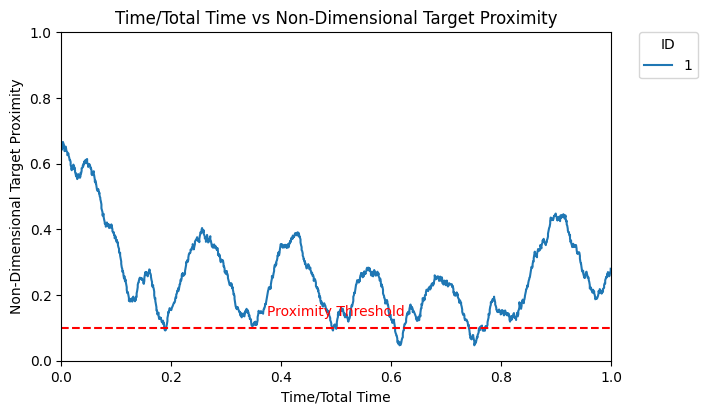 Time/Total Time vs Non-Dimensional Target Proximity
ID
1
Non-Dimensional Target Proximity
1.0
0.8
0.6
0.4
0.2
0.0
Proximity Threshold
0.0 0.2 0.4 0.6 0.8 1.0
Time/Total Time